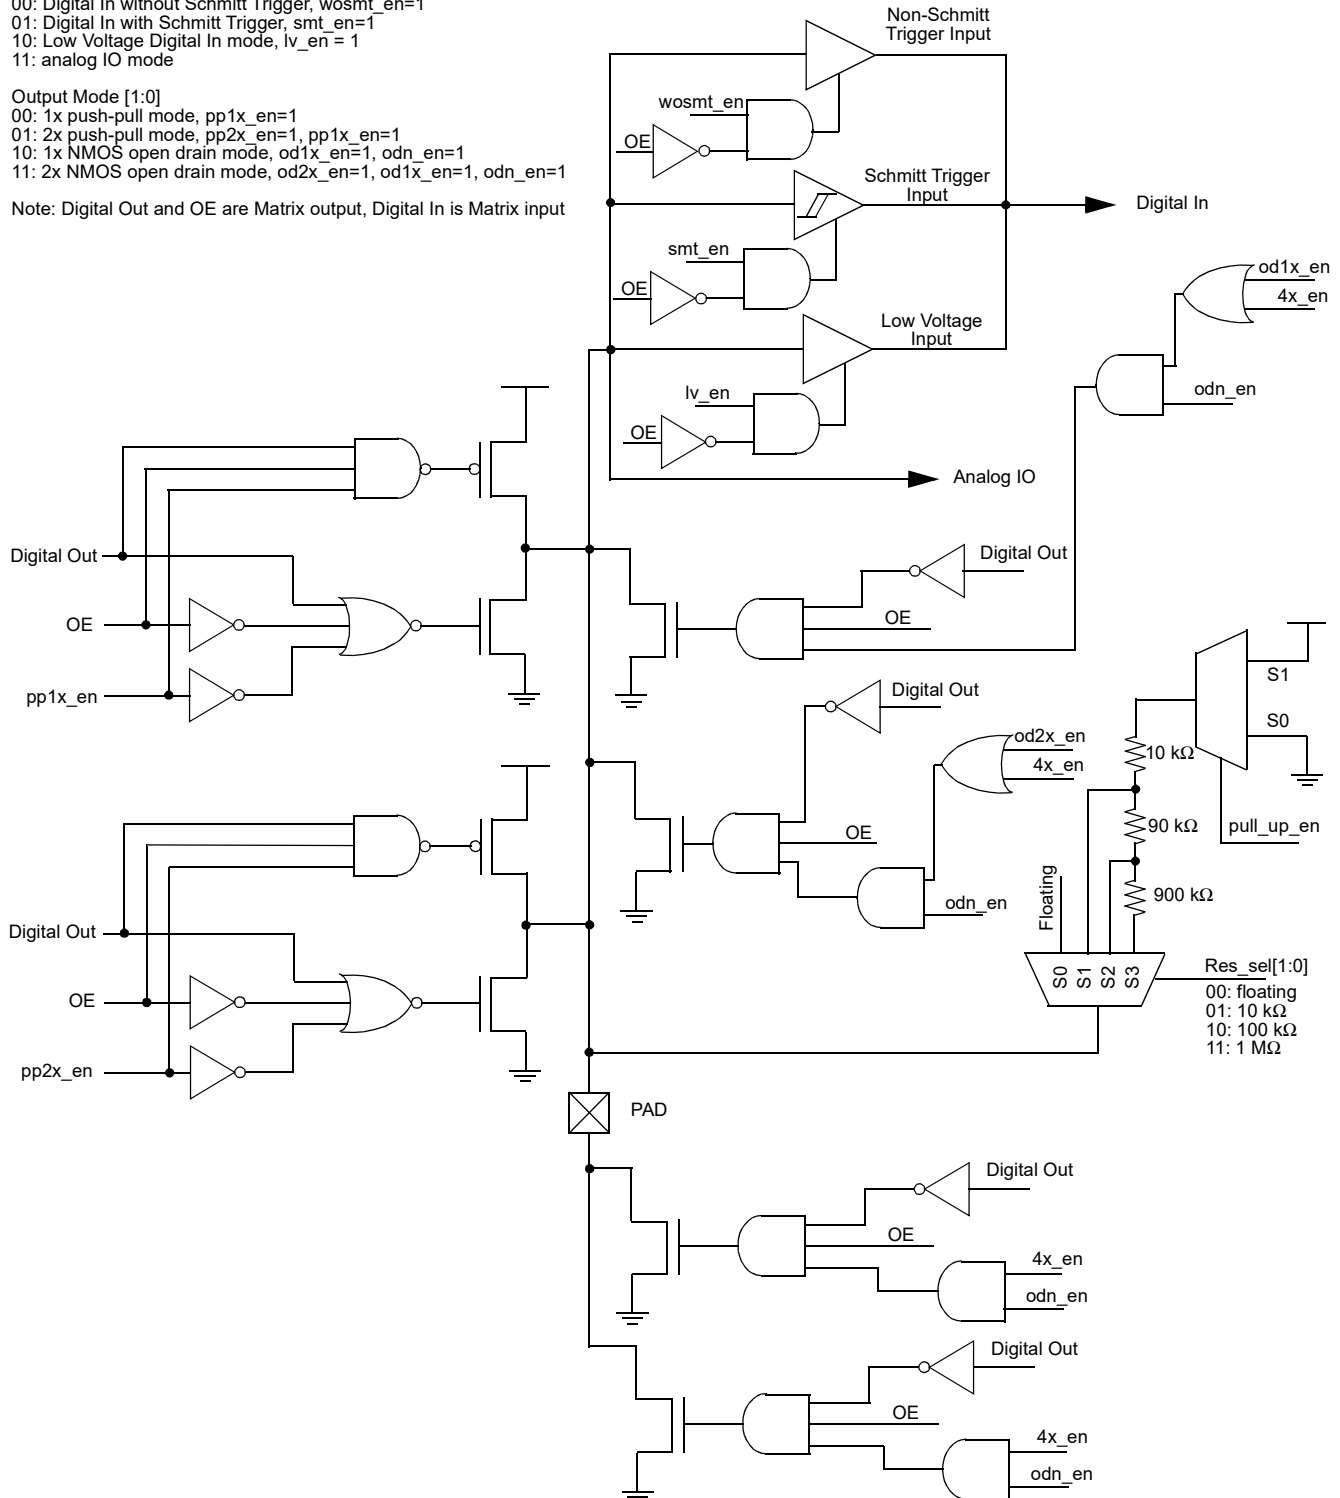 00: Digital In without Schmitt Trigger, wosmt_en=1
01: Digital In with Schmitt Trigger, smt_en=1
10: Low Voltage Digital In mode, lv_en = 1
11: analog IO mode
Output Mode [1:0]
00: 1x push-pull mode, pp1x_en=1
01: 2x push-pull mode, pp2x_en=1, pp1x_en=1
10: 1x NMOS open drain mode, od1x_en=1, odn_en=1
11: 2x NMOS open drain mode, od2x_en=1, od1x_en=1, odn_en=1
Note: Digital Out and OE are Matrix output, Digital In is Matrix input
Non-Schmitt
Trigger Input
wosmt_en
OE
Schmitt Trigger
Input
Digital In
smt_en
OE
od1x_en
4x_en
Low Voltage
Input
lv_en
odn_en
OE
Analog IO
Digital Out
OE
pp1x_en
Digital Out
OE
S1
S0
10 kΩ
90 kΩ
pull_up_en
900 kΩ
Digital Out
od2x_en
4x_en
OE
odn_en
Floating
S0
S1
S2
S3
Res_sel[1:0]
00: floating
01: 10 kΩ
10: 100 kΩ
11: 1 MΩ
Digital Out
OE
pp2x_en
PAD
Digital Out
OE
4x_en
odn_en
Digital Out
OE
4x_en
odn_en